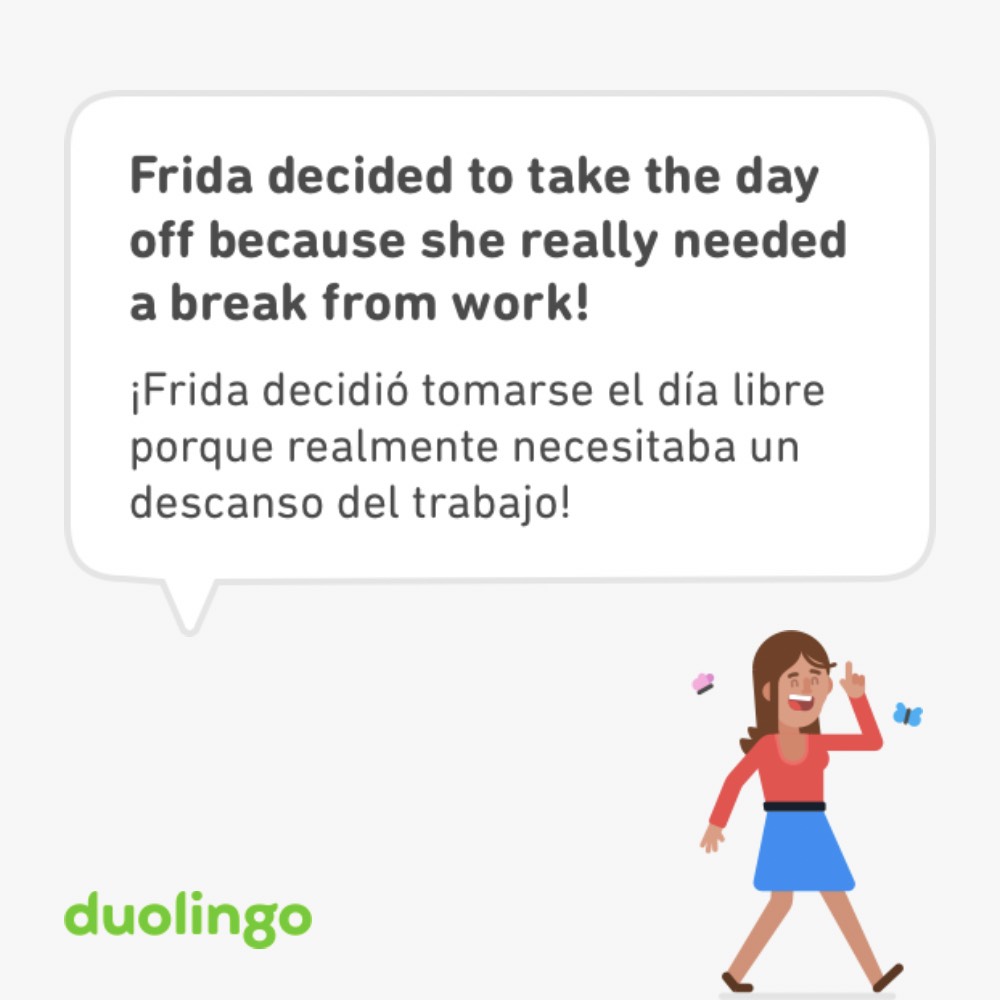 Frida decided to take the day
off because she really needed
a break from work!
¡Frida decidió tomarse el día libre
porque realmente necesitaba un
descanso del trabajo!
duolingo